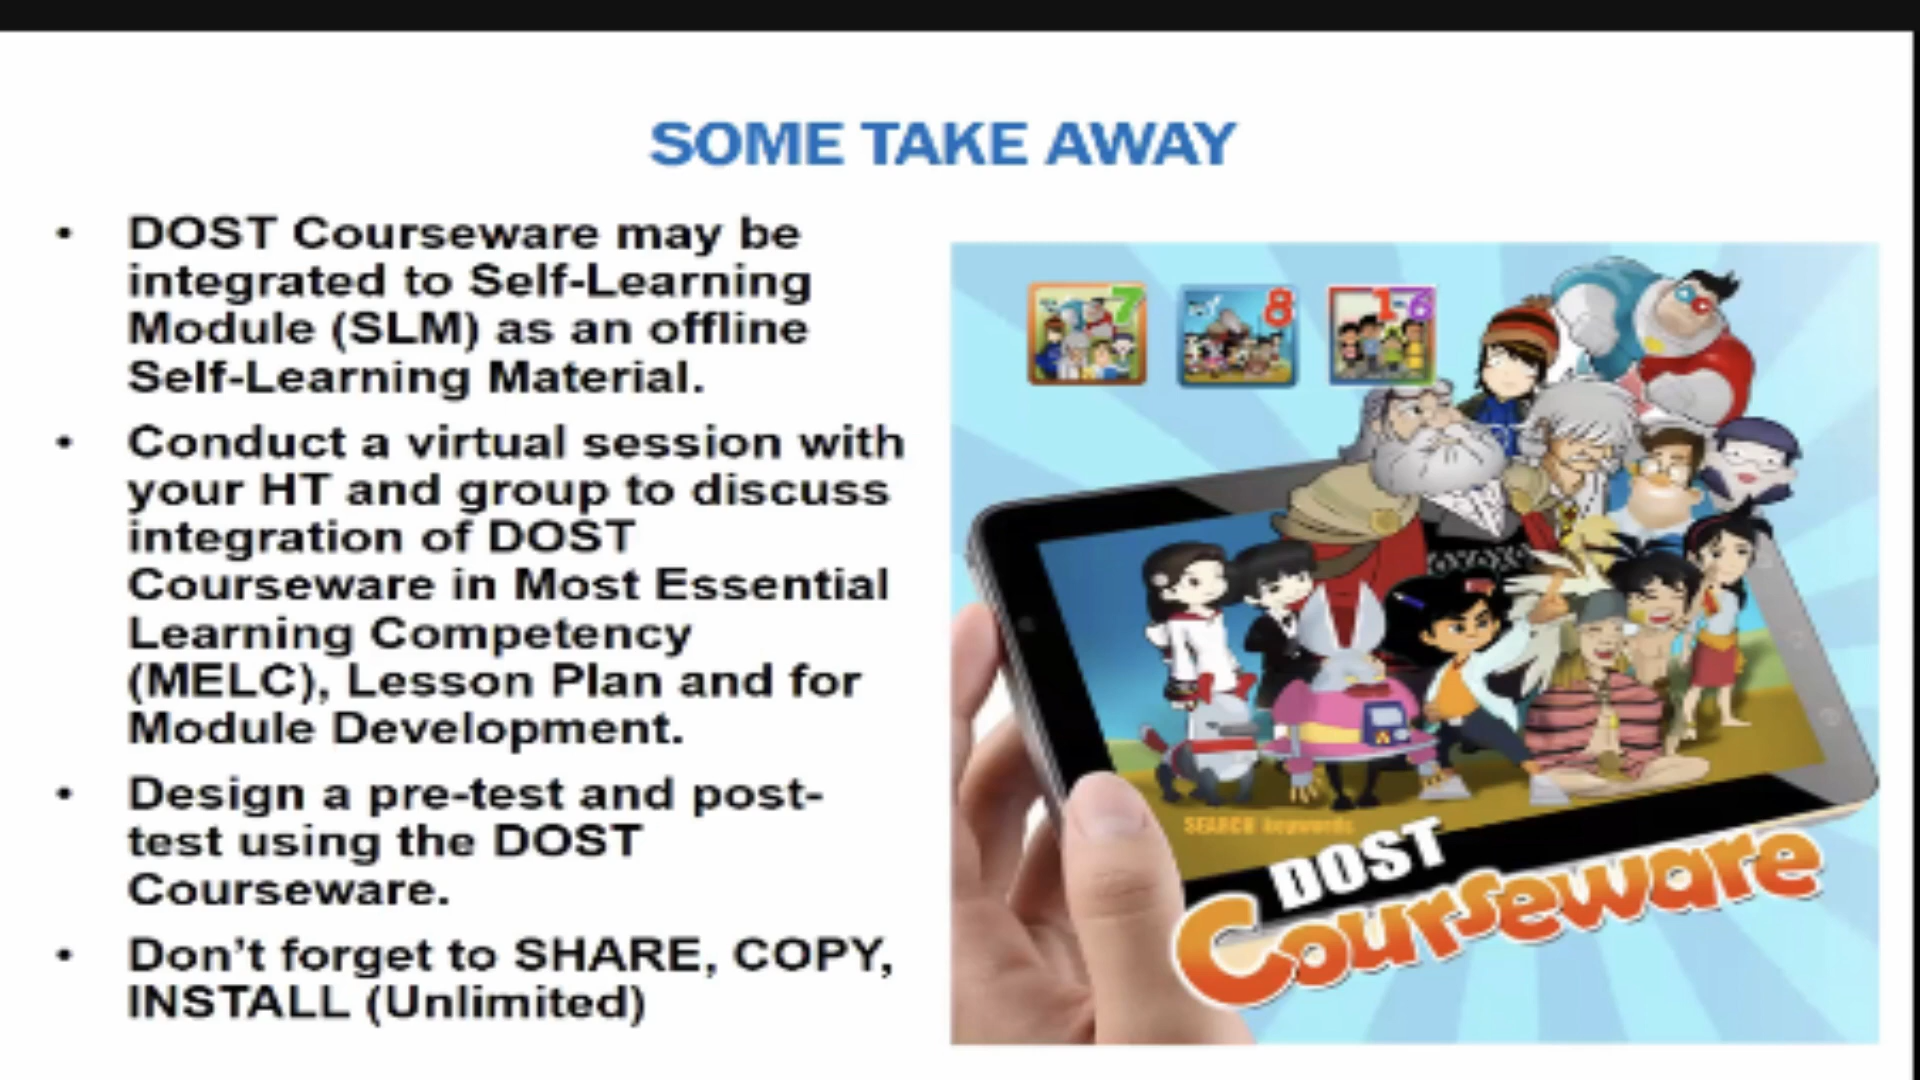 SOME TAKE AWAY
• DOST Courseware may be
integrated to Self-Learning
Module (SLM) as an offline
Self-Learning Material.
• Conduct a virtual session with
your HT and group to discuss
integration of DOST
Courseware in Most Essential
Learning Competency
(MELC), Lesson Plan and for
Module Development.
• Design a pre-test and post-
test using the DOST
Courseware.
• Don't forget to SHARE, COPY,
INSTALL (Unlimited)
7
8
1-6
SEARCH keywords
DOST
Courseware